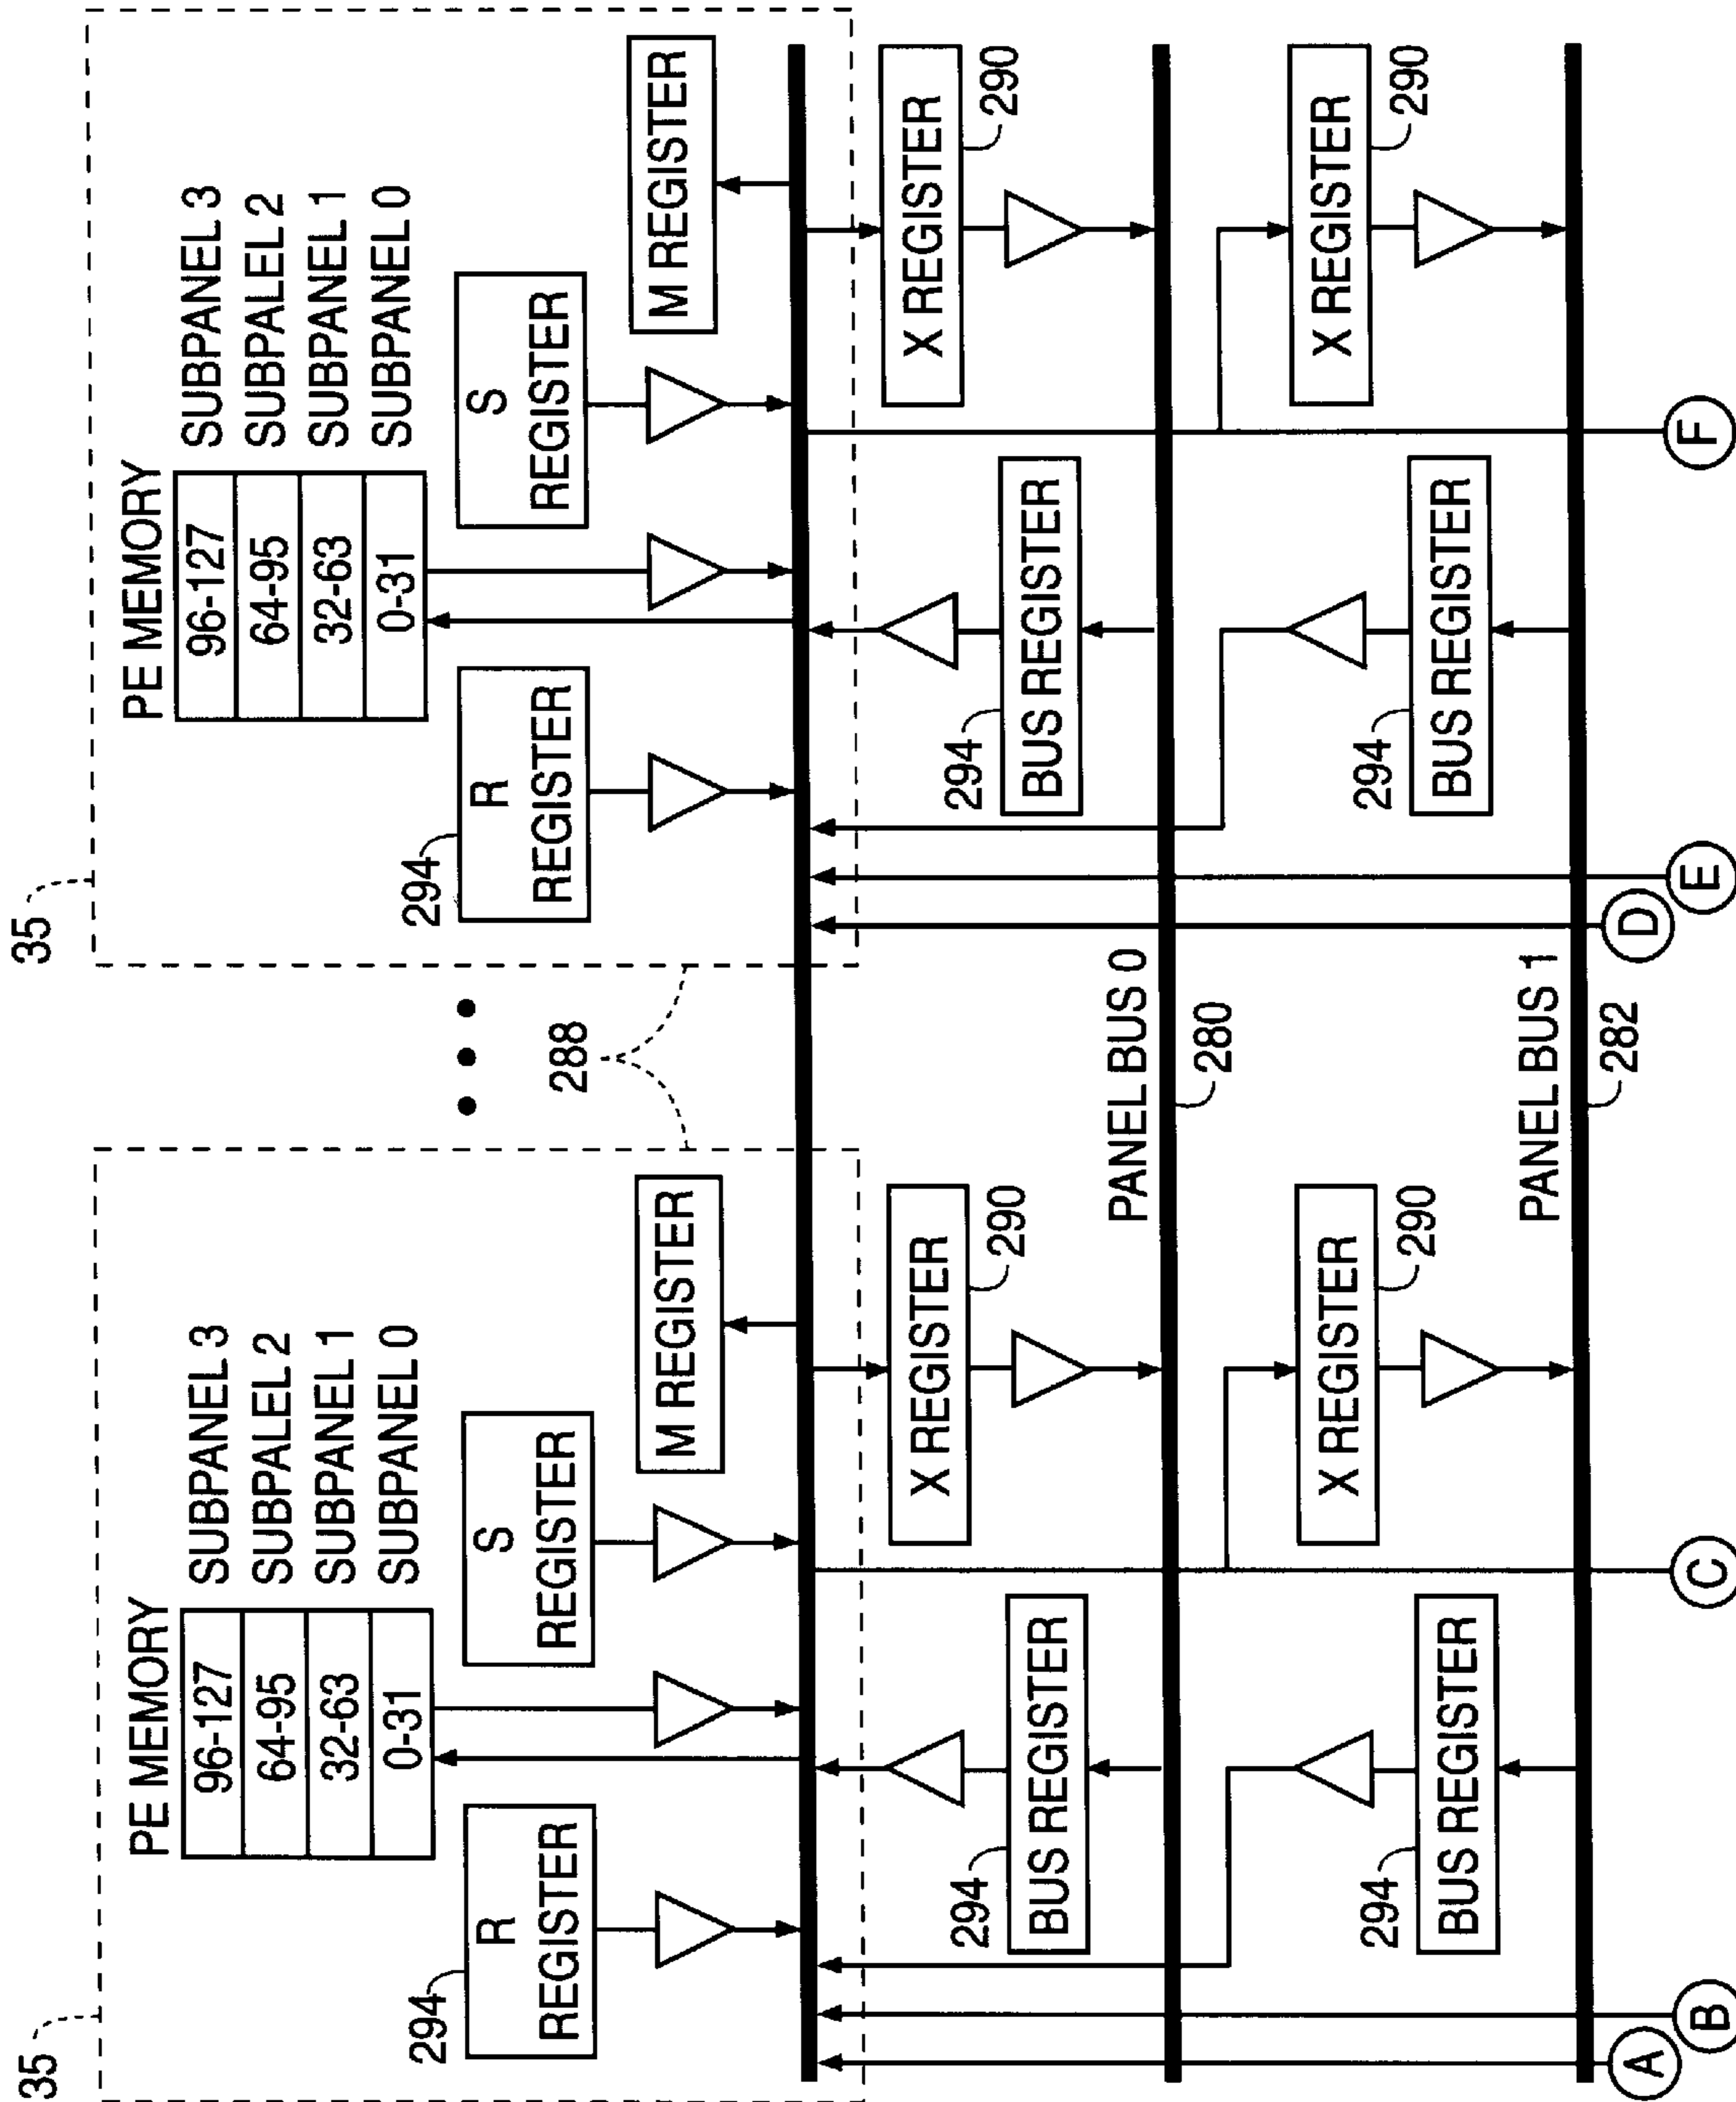 35
35
PE MEMORY
96-127
64-95
32-63
0-31
SUBPANEL 3
SUBPALEL 2
SUBPANEL 1
SUBPANEL 0
294
R
REGISTER
S
REGISTER
M REGISTER
288
PE MEMORY
96-127
64-95
32-63
0-31
SUBPANEL 3
SUBPALEL 2
SUBPANEL 1
SUBPANEL 0
294
R
REGISTER
S
REGISTER
M REGISTER
294
BUS REGISTER
X REGISTER
290
294
BUS REGISTER
X REGISTER
290
PANEL BUS 0
280
294
BUS REGISTER
X REGISTER
290
294
BUS REGISTER
X REGISTER
290
PANEL BUS 1
282
A
B
C
D
E
F